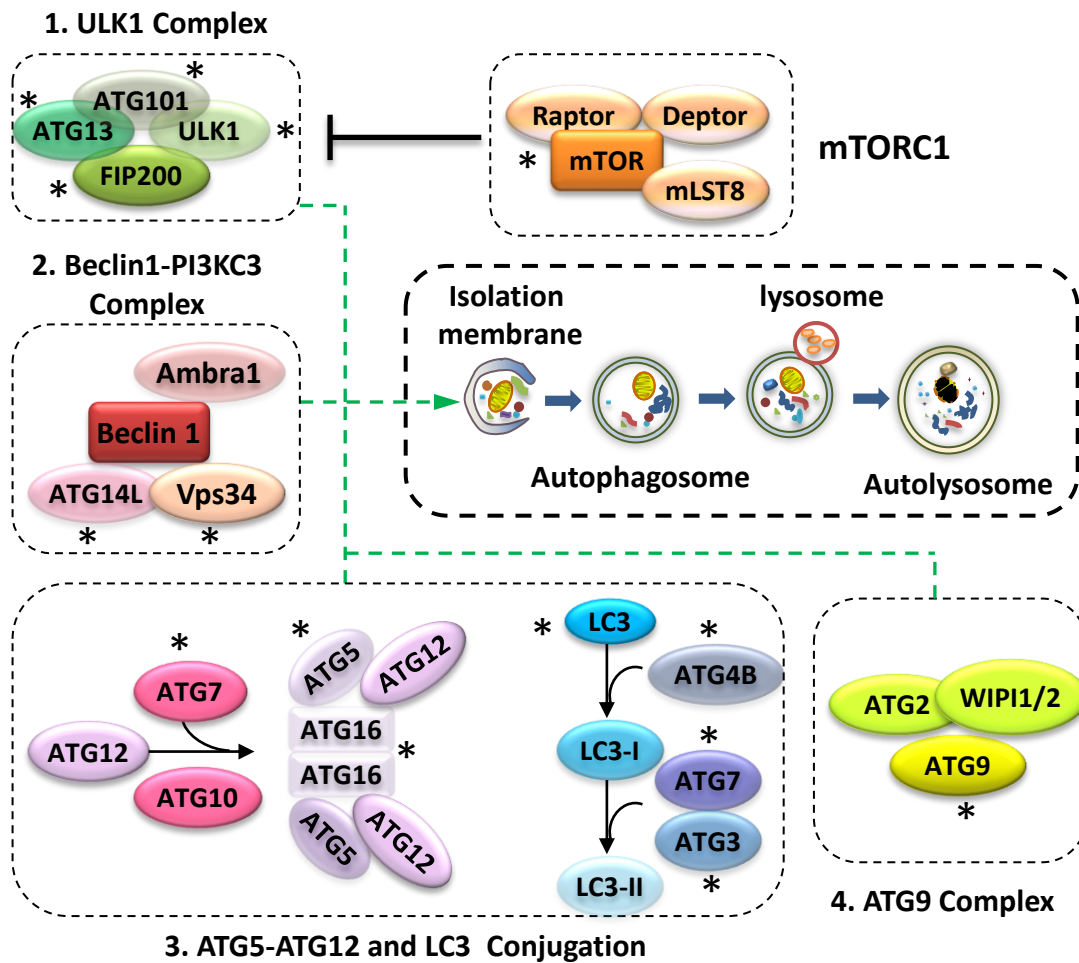 1. ULK1 Complex
*
ATG101
*
ATG13
ULK1
*
FIP200
*
Raptor
Deptor
*
mTOR
mLST8
mTORC1
2. Beclin1-PI3KC3
Complex
Ambra1
Beclin 1
ATG14L
Vps34
*
*
Isolation
membrane
lysosome
Autophagosome
Autolysosome
*
ATG7
ATG12
ATG10
*
ATG5
ATG12
ATG16
*
ATG16
ATG5
ATG12
*
LC3
*
ATG4B
LC3-I
*
ATG7
ATG3
*
LC3-II
3. ATG5-ATG12 and LC3 Conjugation
ATG2
WIPI1/2
ATG9
*
4. ATG9 Complex